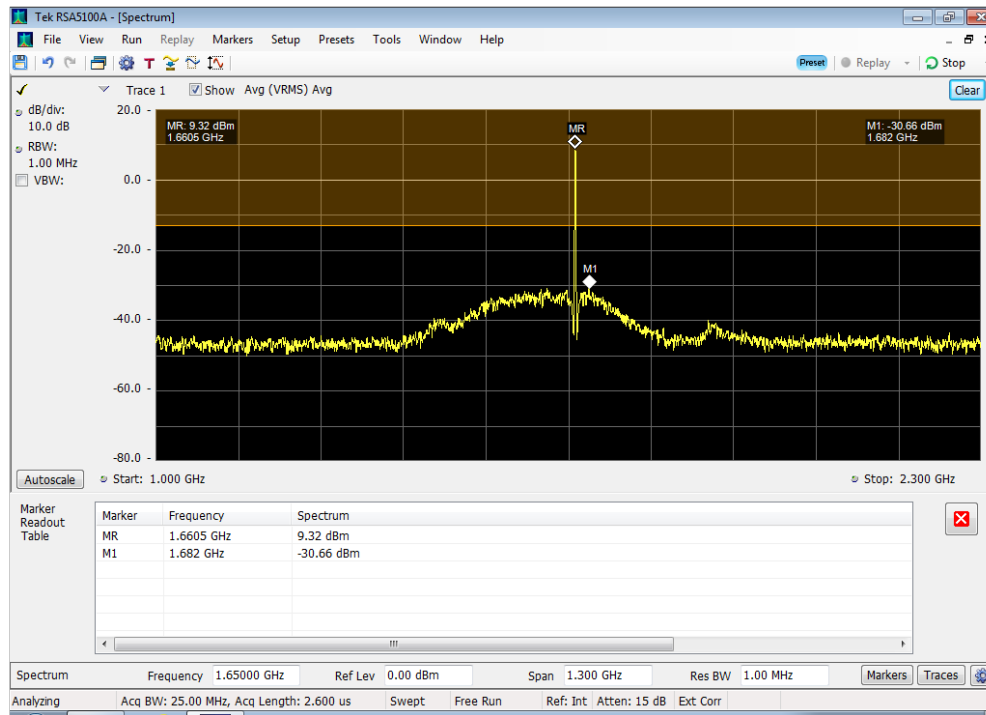 Tek RSA5100A - [Spectrum]
File View Run Replay Markers Setup Presets Tools Window Help
T Preset Replay Stop
Trace 1 Show Avg (VRMS) Avg Clear
dB/div:
10.0 dB
RBW:
1.00 MHz
VBW:
20.0
0.0
-20.0
-40.0
-60.0
-80.0
MR: 9.32 dBm
1.6605 GHz
MR
M1: -30.66 dBm
1.682 GHz
M1
Autoscale Start: 1.000 GHz Stop: 2.300 GHz
Marker
Readout
Table
Marker Frequency Spectrum
MR 1.6605 GHz 9.32 dBm
M1 1.682 GHz -30.66 dBm
Spectrum Frequency 1.65000 GHz Ref Lev 0.00 dBm Span 1.300 GHz Res BW 1.00 MHz Markers Traces
Analyzing Acq BW: 25.00 MHz, Acq Length: 2.600 us Swept Free Run Ref: Int Atten: 15 dB Ext Corr